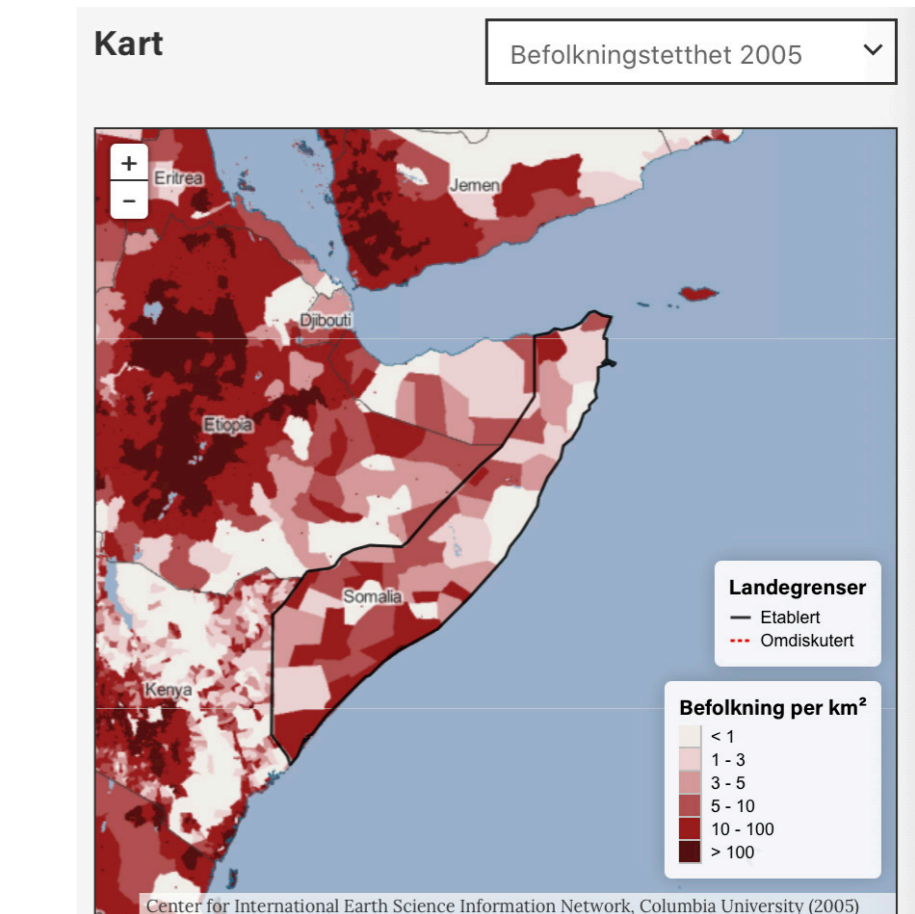 Kart
Befolkningstetthet 2005
+
−
Eritrea
Jemen
Djibouti
Etiopia
Somalia
Kenya
Landegrenser
Etablert
Omdiskutert
Befolkning per km²
< 1
1 - 3
3 - 5
5 - 10
10 - 100
> 100
Center for International Earth Science Information Network, Columbia University (2005)